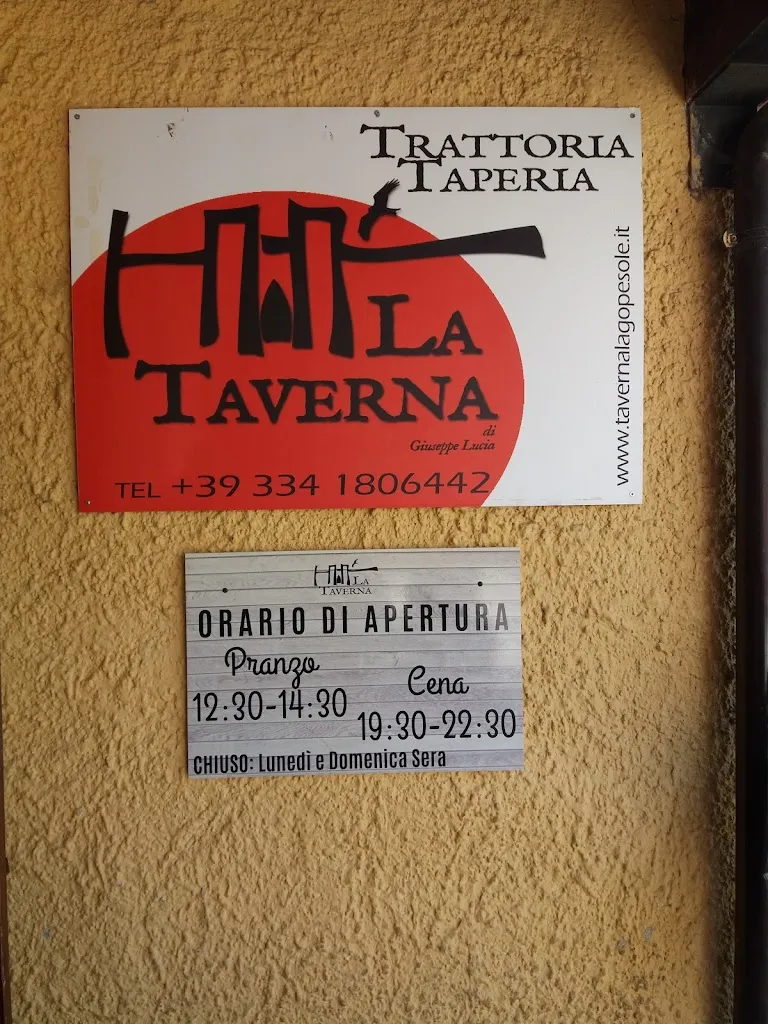 TRATTORIA
TAPERIA
LA
TAVERNA
di
Giuseppe Lucia
TEL +39 334 1806442
www.tavernalagopesole.it
LA
TAVERNA
ORARIO DI APERTURA
Pranzo
12:30-14:30
Cena
19:30-22:30
CHIUSO: Lunedì e Domenica Sera